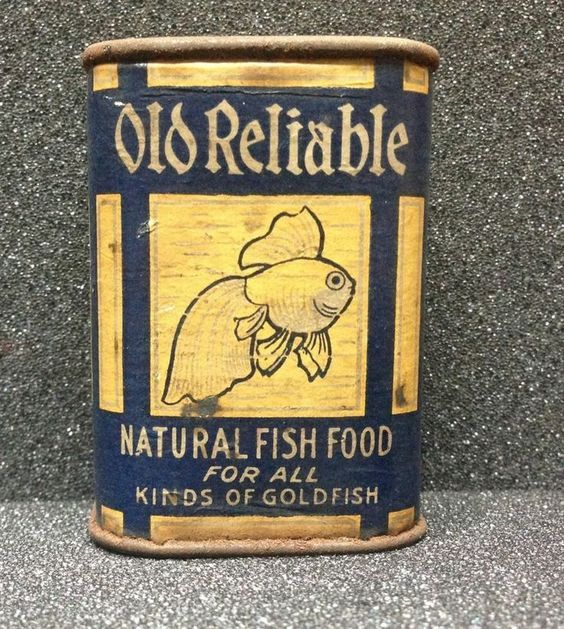 Old Reliable
NATURAL FISH FOOD
FOR ALL
KINDS OF GOLDFISH